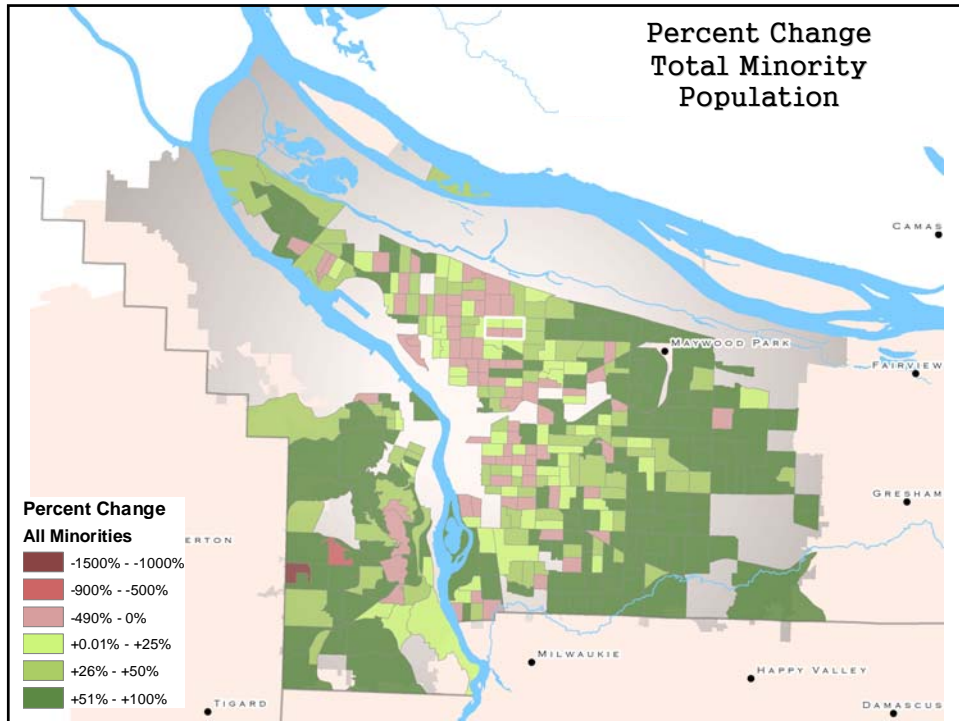 Percent Change
Total Minority
Population
CAMAS
MAYWOOD PARK
FAIRVIEW
GRESHAM
Percent Change
All Minorities
ERTON
-1500% - -1000%
-900% - -500%
-490% - 0%
+0.01% - +25%
+26% - +50%
+51% - +100%
MILWAUKIE
HAPPY VALLEY
TIGARD
DAMASCUS